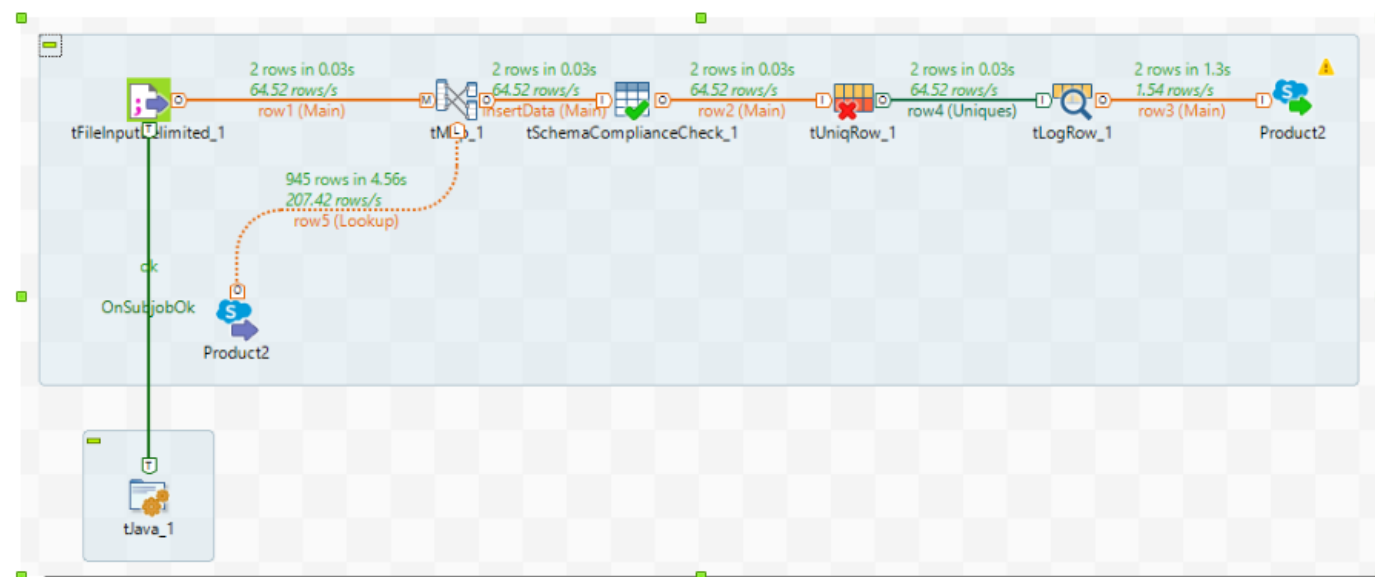 2 rows in 0.03s
64.52 rows/s
row1 (Main)
2 rows in 0.03s
64.52 rows/s
insertData (Main)
2 rows in 0.03s
64.52 rows/s
row2 (Main)
2 rows in 0.03s
64.52 rows/s
row4 (Uniques)
2 rows in 1.3s
1.54 rows/s
row3 (Main)
O
M
O
I
O
I
O
I
O
I
T
L
tFileInputDelimited_1
tMap_1
tSchemaComplianceCheck_1
tUniqRow_1
tLogRow_1
Product2
945 rows in 4.56s
207.42 rows/s
row5 (Lookup)
ok
O
OnSubjobOk
S
Product2
T
tJava_1